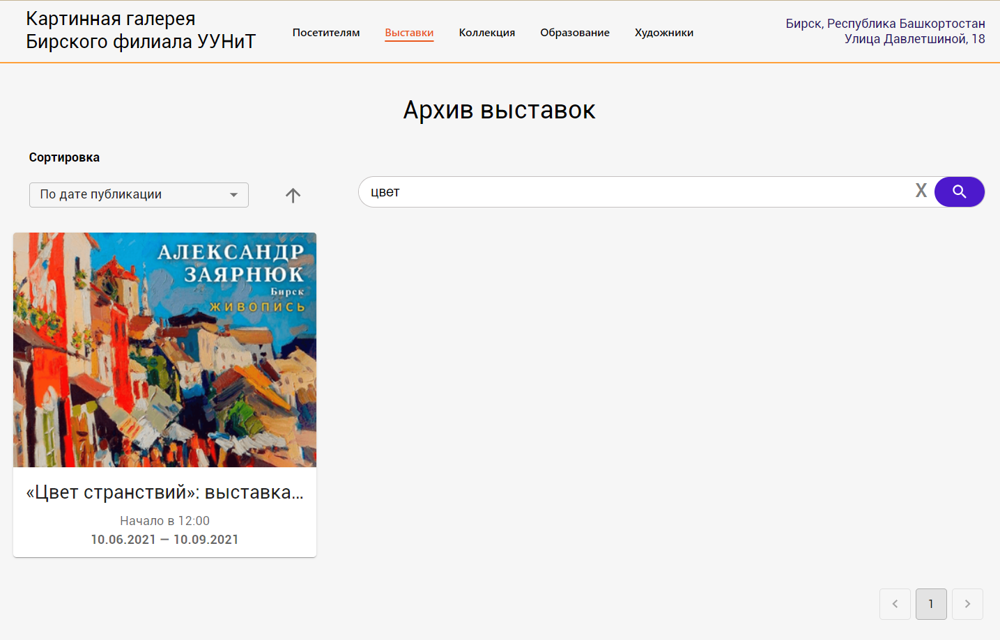 Картинная галерея
Бирского филиала УУНиТ
Посетителям
Выставки
Коллекция
Образование
Художники
Бирск, Республика Башкортостан
Улица Давлетшиной, 18
Архив выставок
Сортировка
По дате публикации
цвет
X
АЛЕКСАНДР
ЗАЯРНЮК
Бирск
ЖИВОПИСЬ
«Цвет странствий»: выставка...
Начало в 12:00
10.06.2021 — 10.09.2021
1